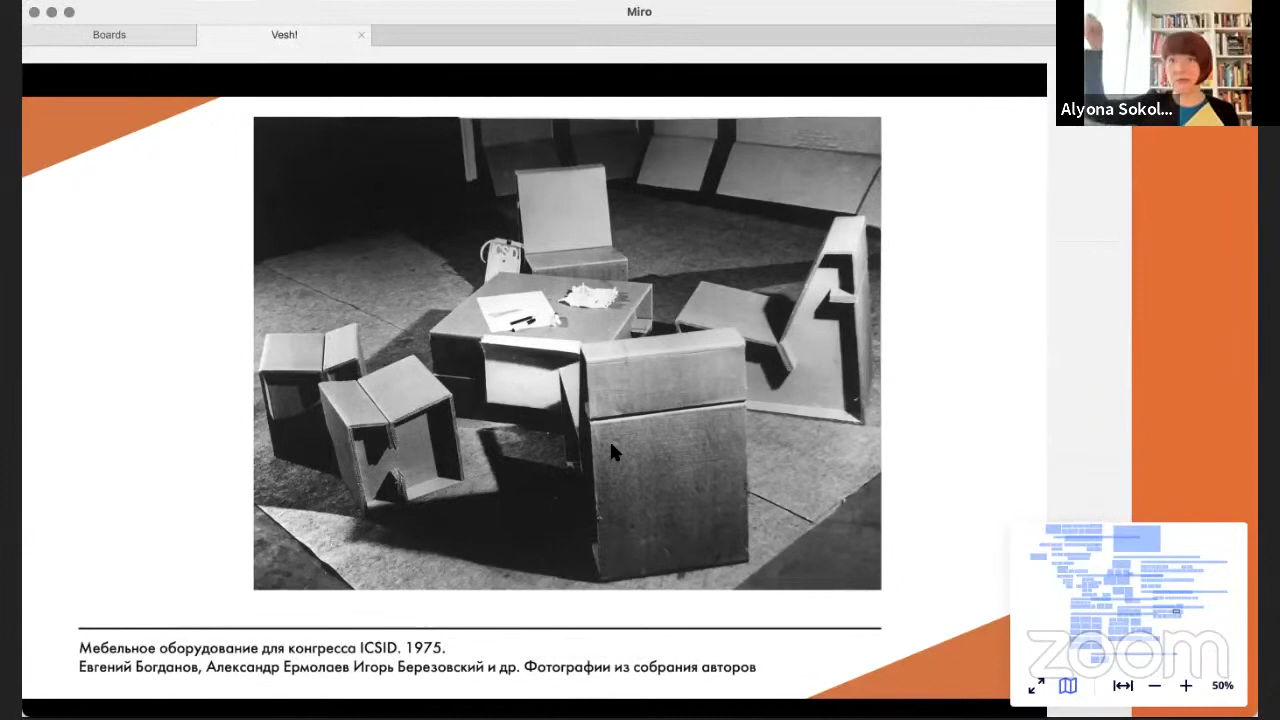 Miro
Boards
Vesh!
Alyona Sokol...
ICSID
Мебельное оборудование для конгресса ICSID. 1975.
Евгений Богданов, Александр Ермолаев Игорь и др. Фотографии из собрания авторов
zoom
50%